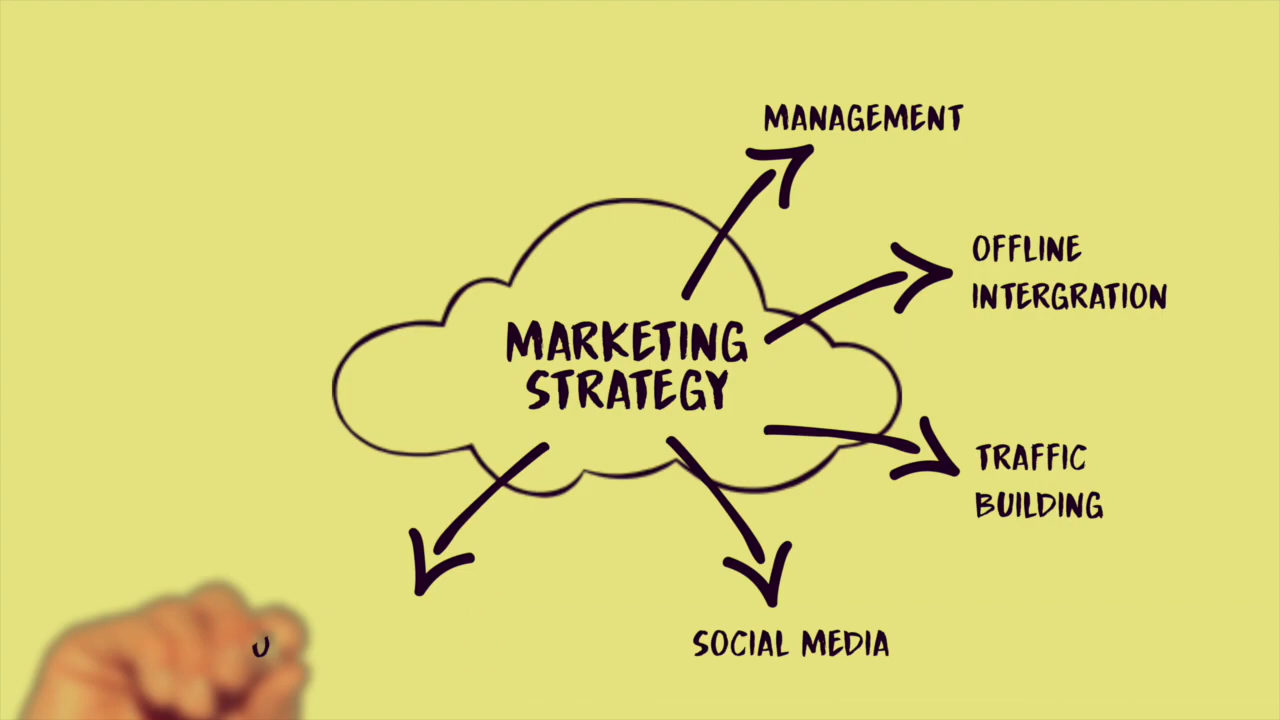 MANAGEMENT
OFFLINE
INTERGRATION
MARKETING
STRATEGY
TRAFFIC
BUILDING
SOCIAL MEDIA